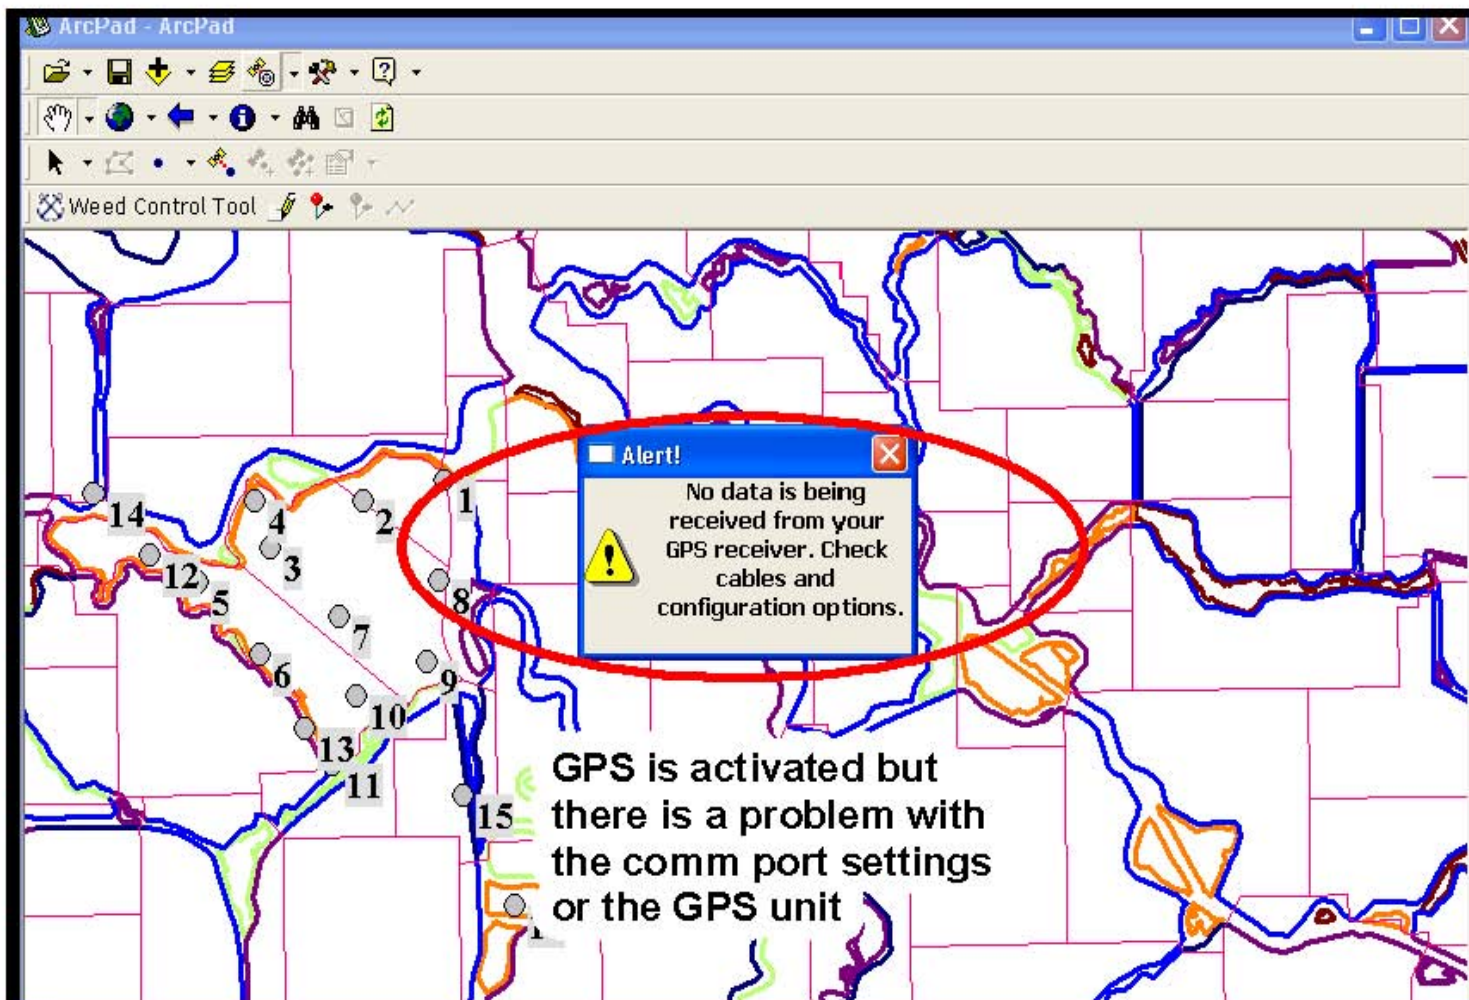 ArcPad - ArcPad
Weed Control Tool
Alert!
No data is being
received from your
GPS receiver. Check
cables and
configuration options.
1
2
4
14
3
12
5
8
7
6
9
10
13
11
15
GPS is activated but
there is a problem with
the comm port settings
or the GPS unit